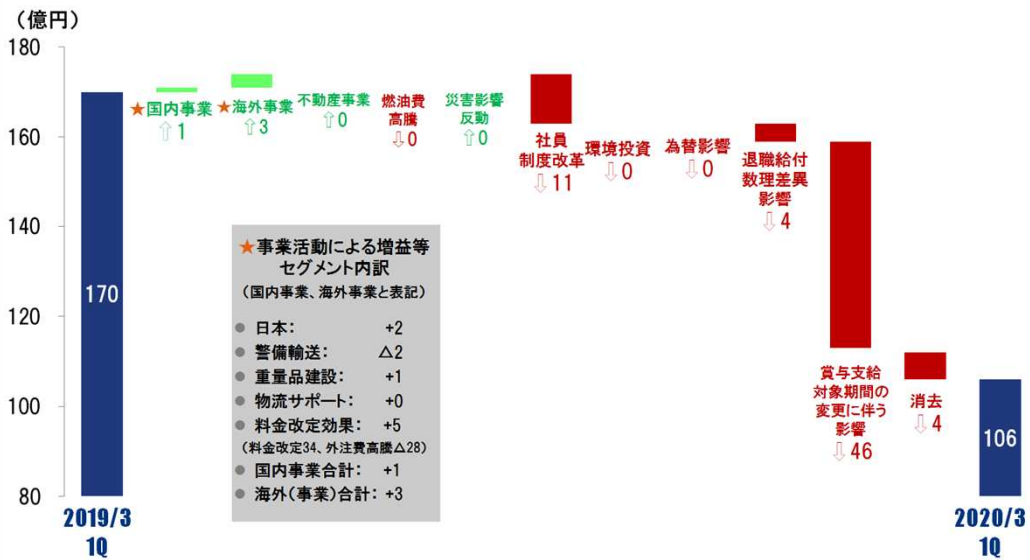 (億円)
180
160
140
120
100
80
170
2019/3
1Q
★国内事業
⇧1
★海外事業
⇧3
不動産事業
⇧0
燃油費
高騰
⇩0
災害影響
反動
⇧0
社員
制度改革
⇩11
環境投資
⇩0
為替影響
⇩0
退職給付
数理差異
影響
⇩4
賞与支給
対象期間の
変更に伴う
影響
⇩46
消去
⇩4
106
2020/3
1Q
★事業活動による増益等
セグメント内訳
(国内事業、海外事業と表記)
● 日本: +2
● 警備輸送: △2
● 重量品建設: +1
● 物流サポート: +0
● 料金改定効果: +5
(料金改定34、外注費高騰△28)
● 国内事業合計: +1
● 海外(事業)合計: +3